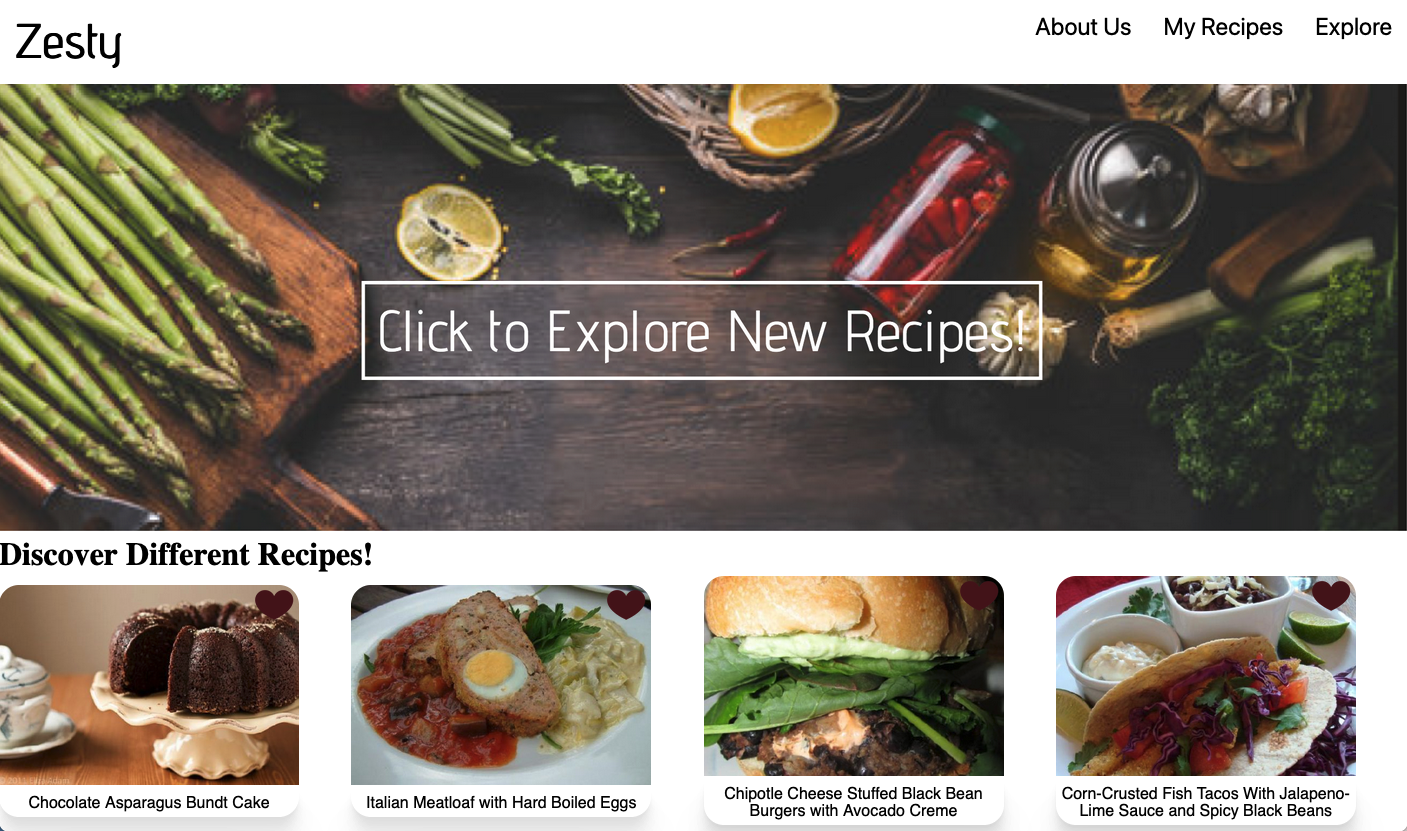 Zesty
About Us
My Recipes
Explore
Click to Explore New Recipes!
Discover Different Recipes!
Chocolate Asparagus Bundt Cake
Italian Meatloaf with Hard Boiled Eggs
Chipotle Cheese Stuffed Black Bean
Burgers with Avocado Creme
Corn-Crusted Fish Tacos With Jalapeno-
Lime Sauce and Spicy Black Beans